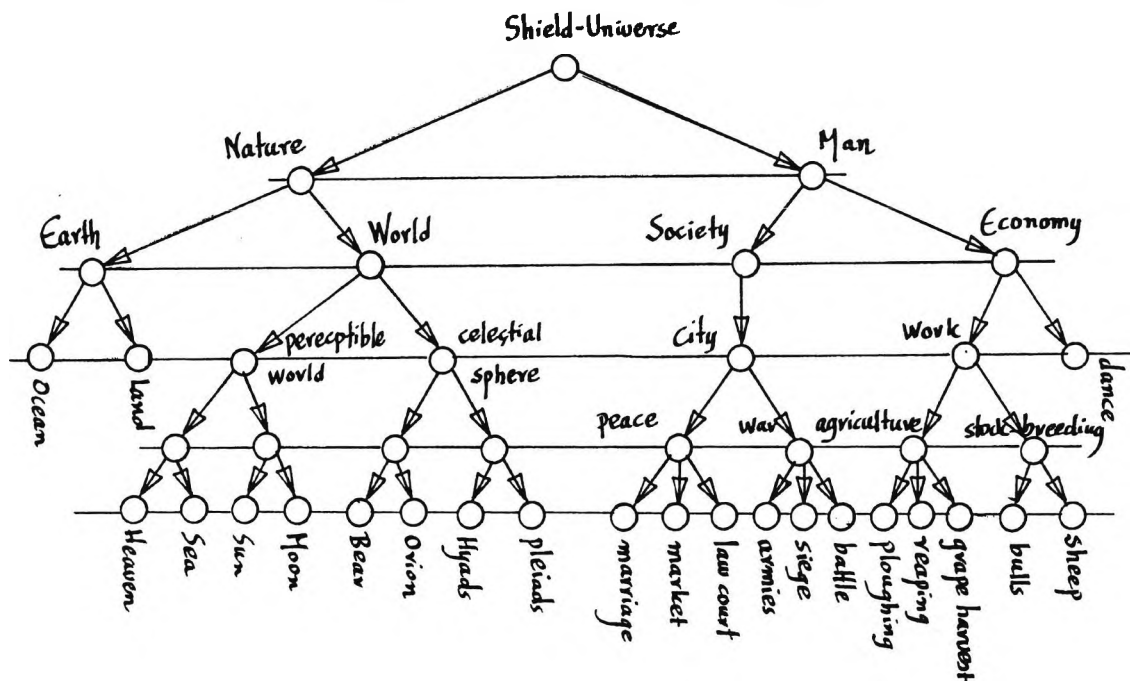 Shield-Universe
Nature
Man
Earth
World
Society
Economy
perecptible
world
celestial
sphere
City
Work
Ocean
Land
dance
peace
war
agriculture
stock-breeding
Heaven
Sea
Sun
Moon
Bear
Orion
Hyads
pleiads
marriage
market
law court
armies
siege
battle
ploughing
reaping
grape harvest
bulls
sheep